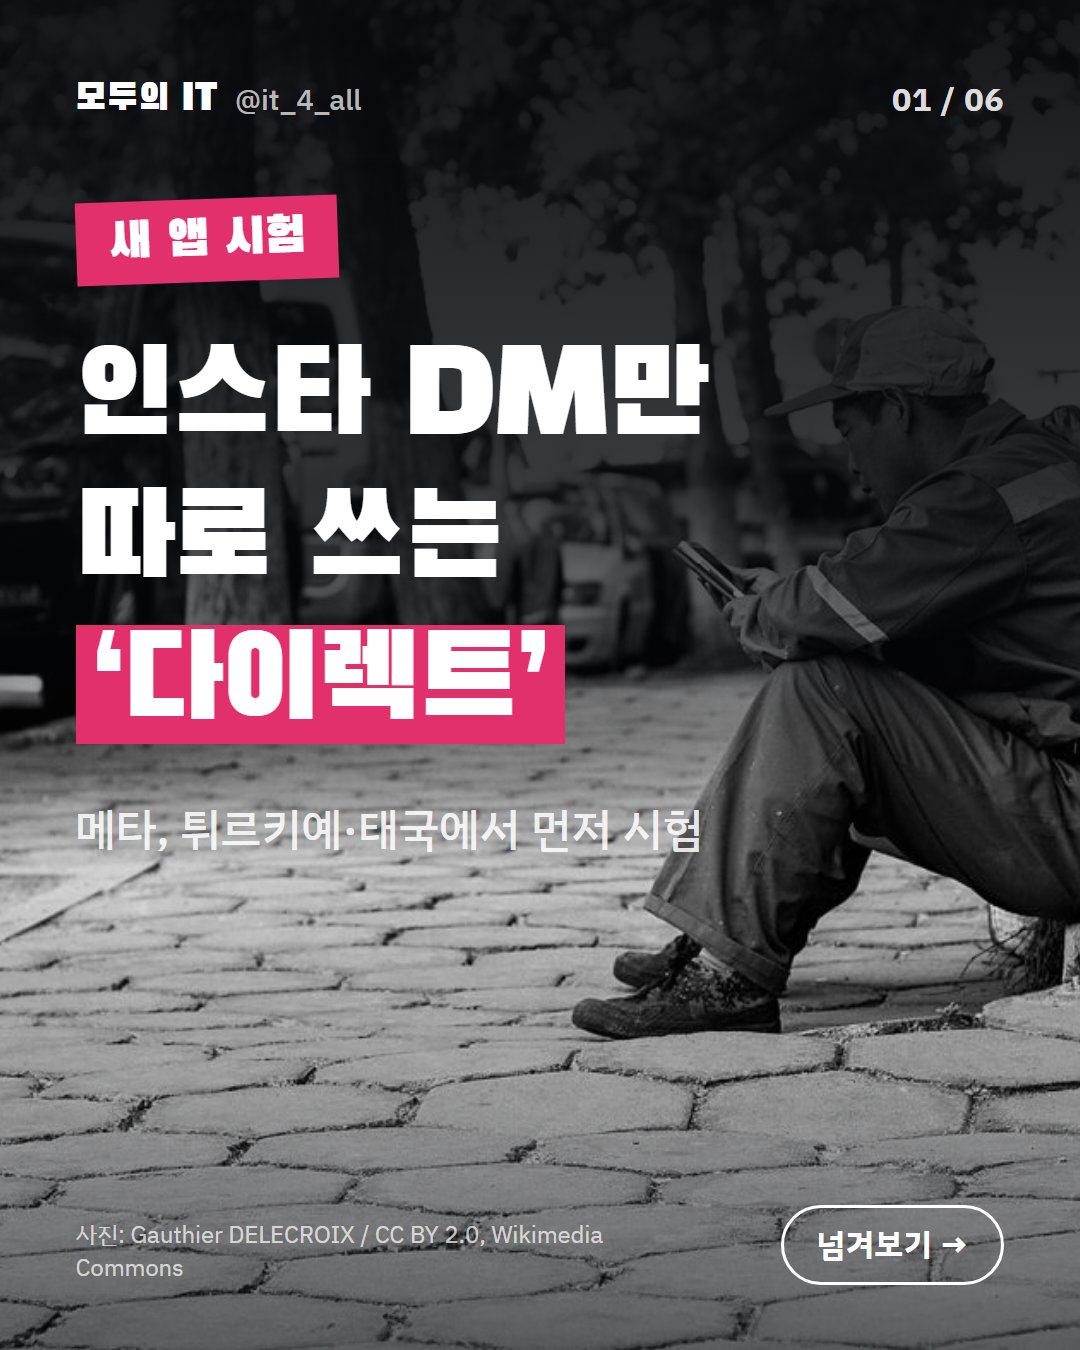 모두의 IT @it_4_all
01 / 06
새 앱 시험
인스타 DM만
따로 쓰는
‘다이렉트’
메타, 튀르키예·태국에서 먼저 시험
사진: Gauthier DELECROIX / CC BY 2.0, Wikimedia
Commons
넘겨보기 →